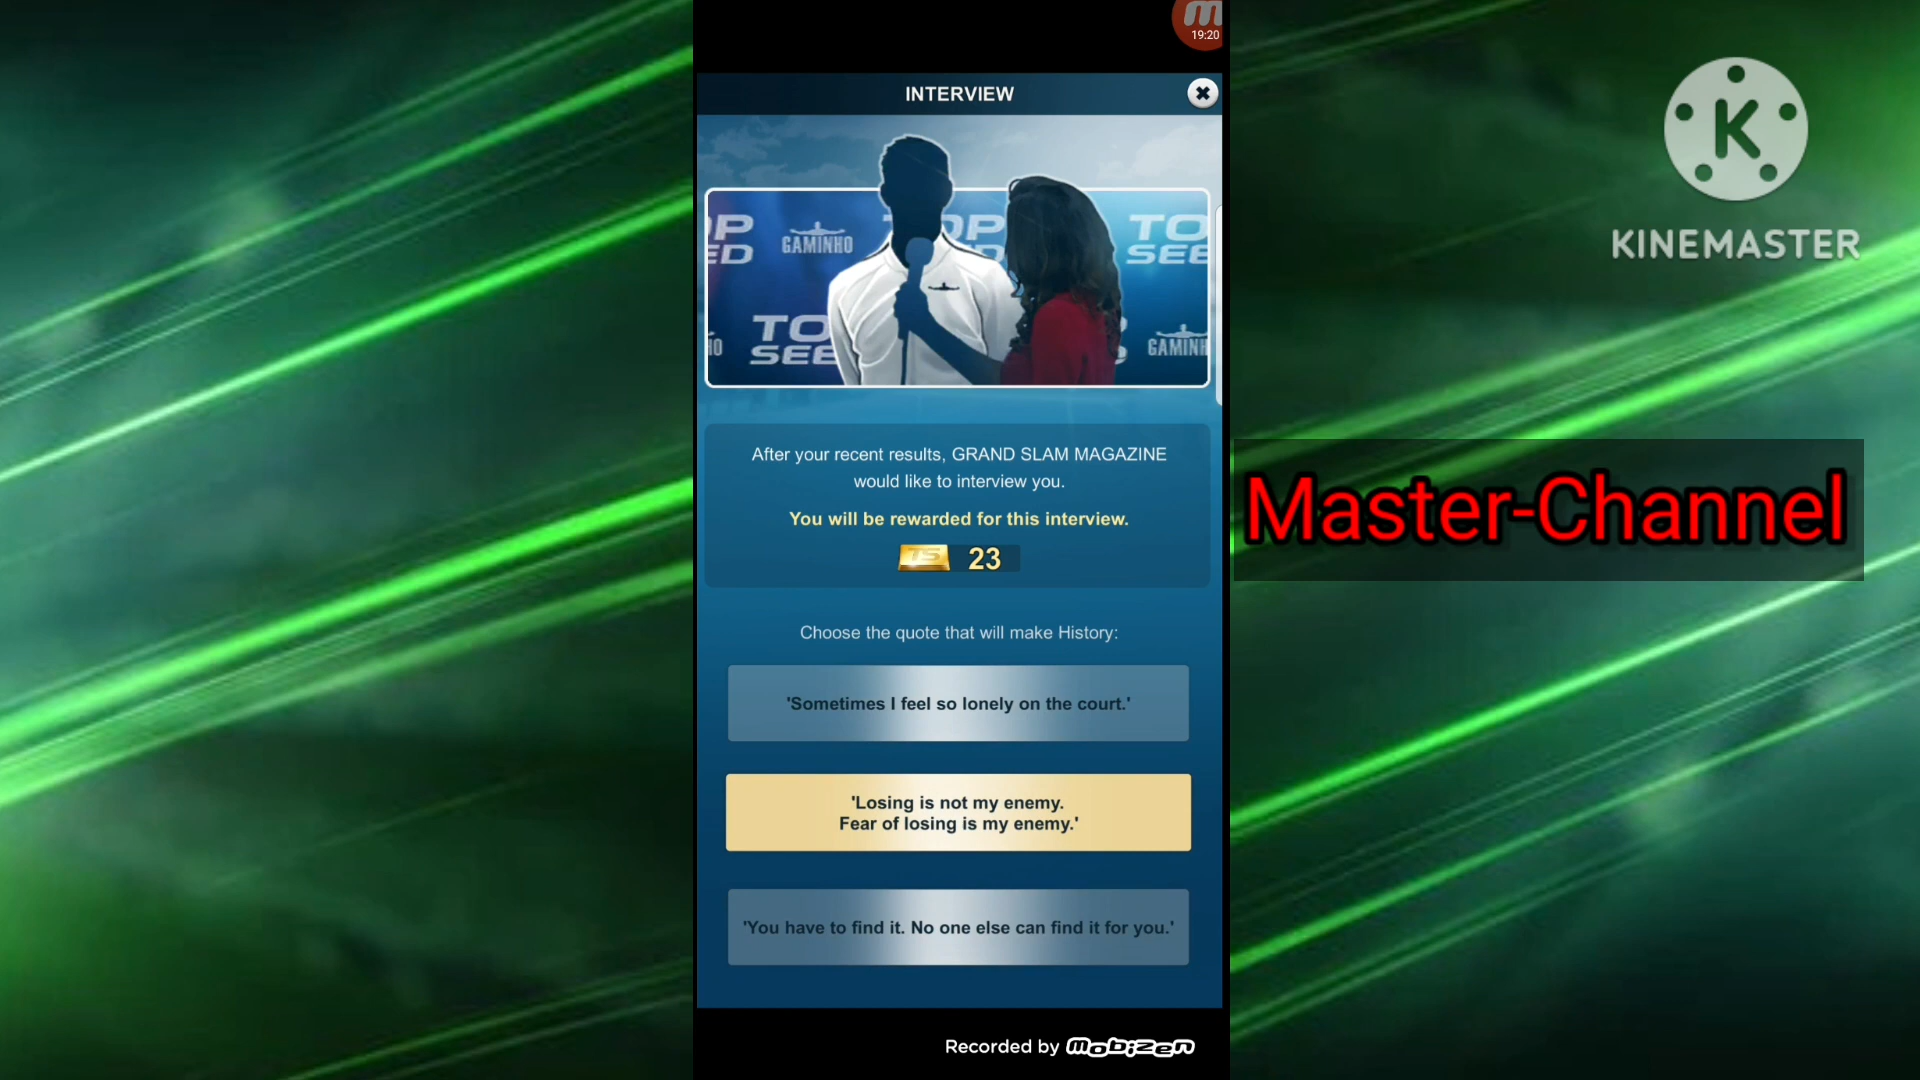 19:20
INTERVIEW
TOP
SEED
GAMINHO
GAMINHO
TOP
SEED
After your recent results, GRAND SLAM MAGAZINE
would like to interview you.
You will be rewarded for this interview.
TS 23
Choose the quote that will make History:
'Sometimes I feel so lonely on the court.'
'Losing is not my enemy.
Fear of losing is my enemy.'
'You have to find it. No one else can find it for you.'
Recorded by mobizen
K
KINEMASTER
Master-Channel